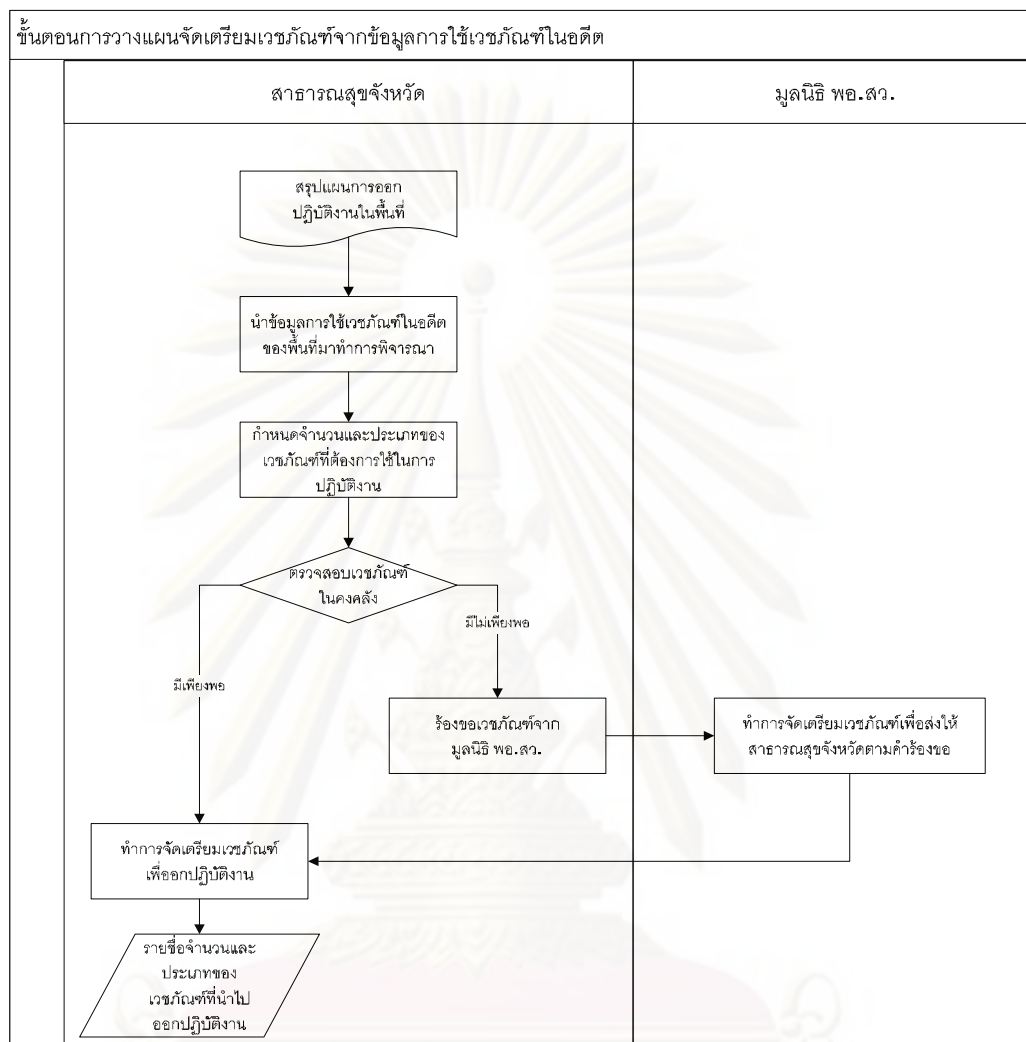 ขั้นตอนการวางแผนจัดเตรียมเวชภัณฑ์จากข้อมูลการใช้เวชภัณฑ์ในอดีต
สาธารณสุขจังหวัด
มูลนิธิ พอ.สว.
สรุปแผนการออก
ปฏิบัติงานในพื้นที่
นำข้อมูลการใช้เวชภัณฑ์ในอดีต
ของพื้นที่มาทำการพิจารณา
กำหนดจำนวนและประเภทของ
เวชภัณฑ์ที่ต้องการใช้ในการ
ปฏิบัติงาน
ตรวจสอบเวชภัณฑ์
ในคงคลัง
มีไม่เพียงพอ
มีเพียงพอ
ร้องขอเวชภัณฑ์จาก
มูลนิธิ พอ.สว.
ทำการจัดเตรียมเวชภัณฑ์เพื่อส่งให้
สาธารณสุขจังหวัดตามคำร้องขอ
ทำการจัดเตรียมเวชภัณฑ์
เพื่ออกปฏิบัติงาน
รายชื่อจำนวนและ
ประเภทของ
เวชภัณฑ์ที่นำไป
ออกปฏิบัติงาน